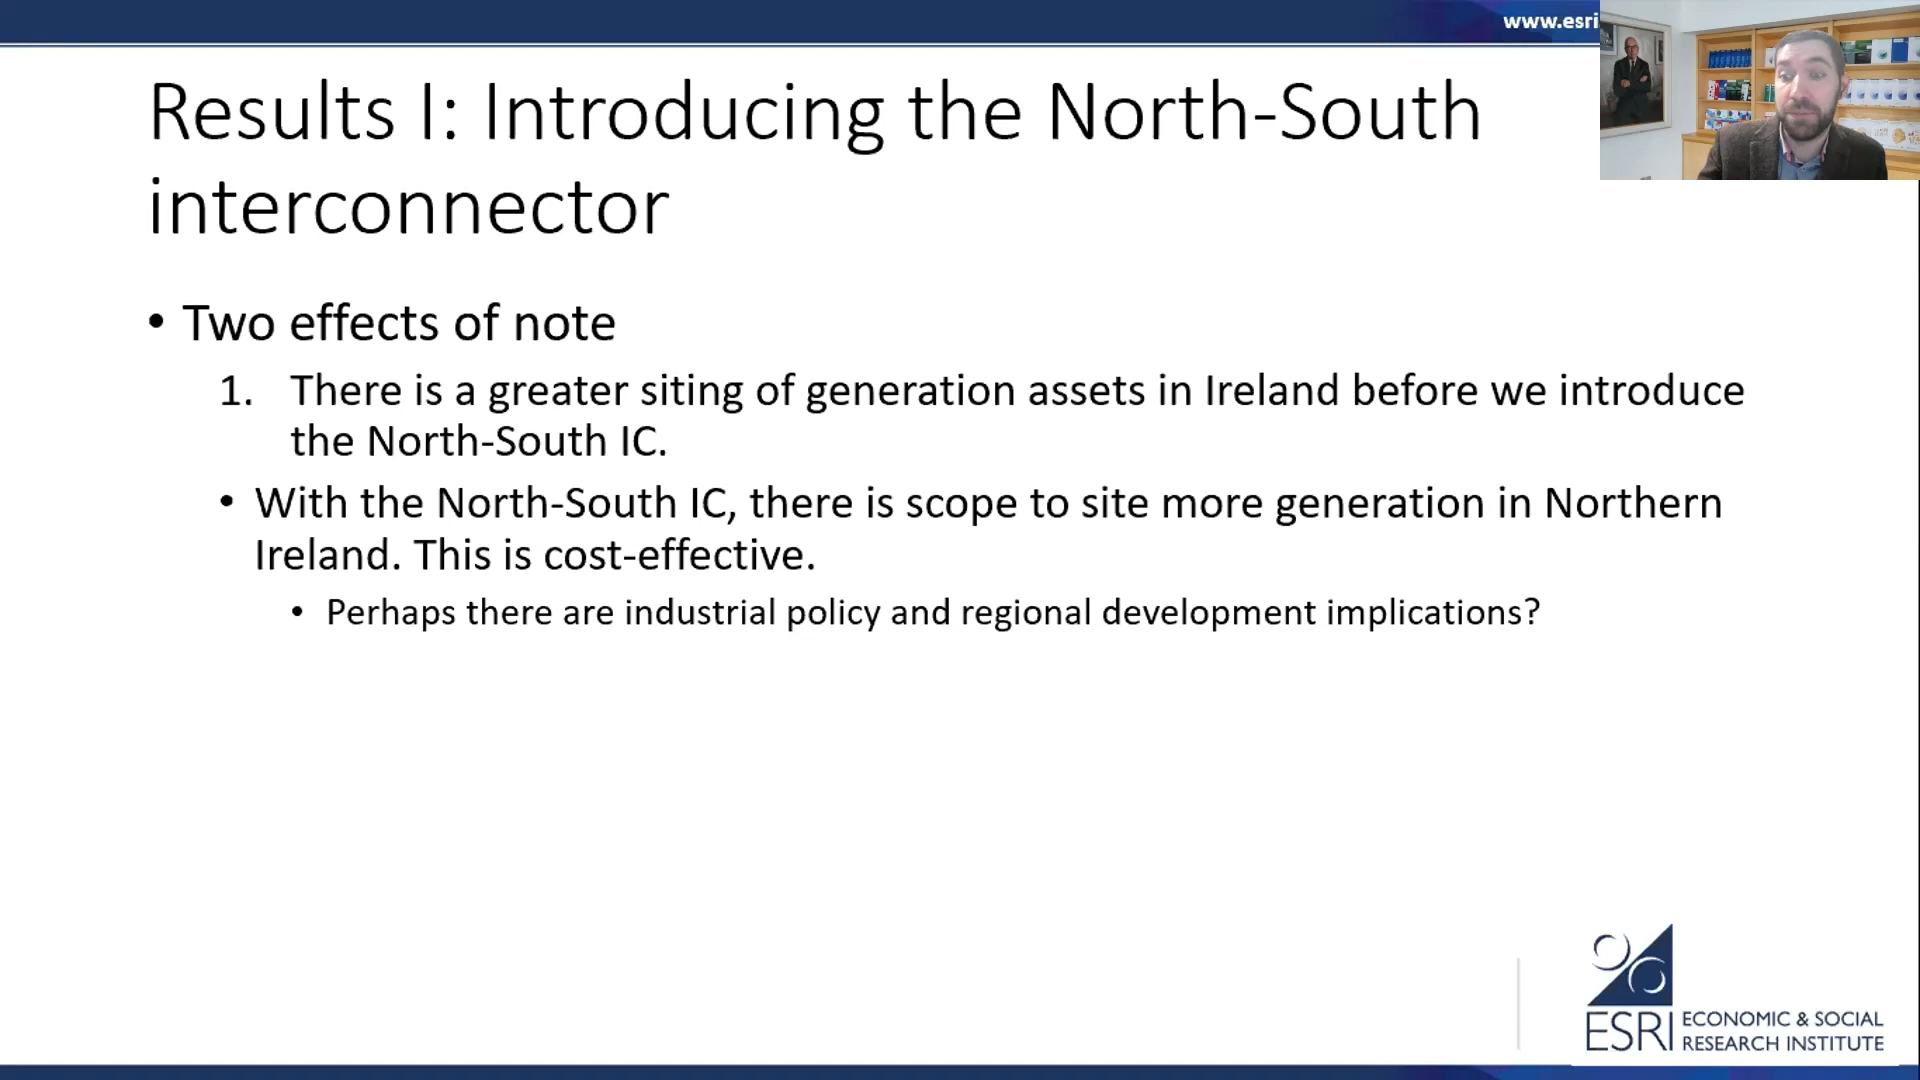 www.esri
Results I: Introducing the North-South
interconnector
• Two effects of note
1. There is a greater siting of generation assets in Ireland before we introduce
the North-South IC.
• With the North-South IC, there is scope to site more generation in Northern
Ireland. This is cost-effective.
• Perhaps there are industrial policy and regional development implications?
ESRI
ECONOMIC & SOCIAL
RESEARCH INSTITUTE